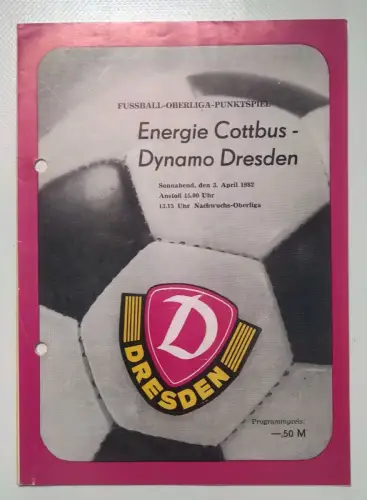 FUSSBALL-OBERLIGA-PUNKTSPIEL
Energie Cottbus -
Dynamo Dresden
Sonnabend, den 3. April 1982
Anstoß 15.00 Uhr
13.15 Uhr Nachwuchs-Oberliga
D
DRESDEN
Programmpreis:
—,50 M